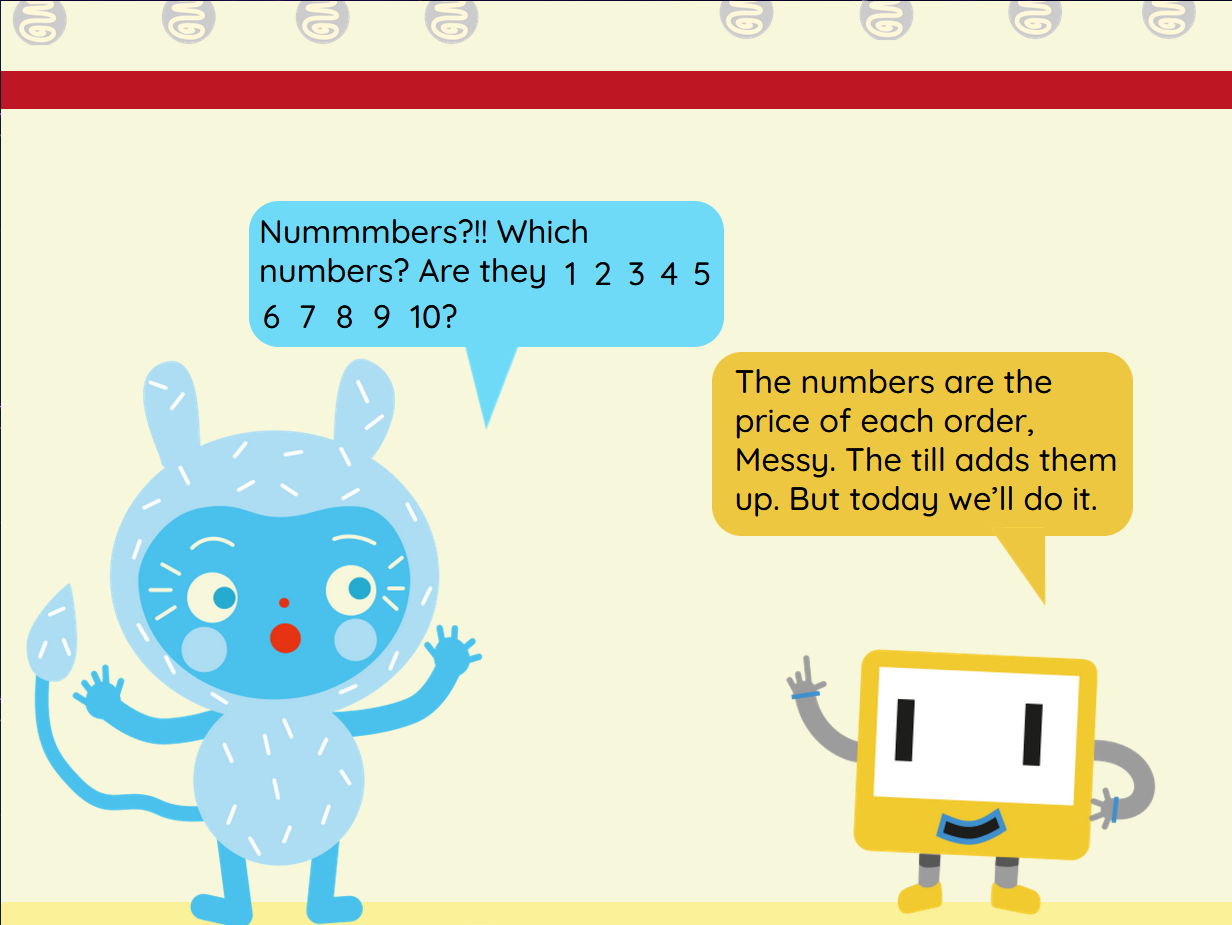 Nummmbers?!! Which
numbers? Are they 1 2 3 4 5
6 7 8 9 10?
The numbers are the
price of each order,
Messy. The till adds them
up. But today we’ll do it.